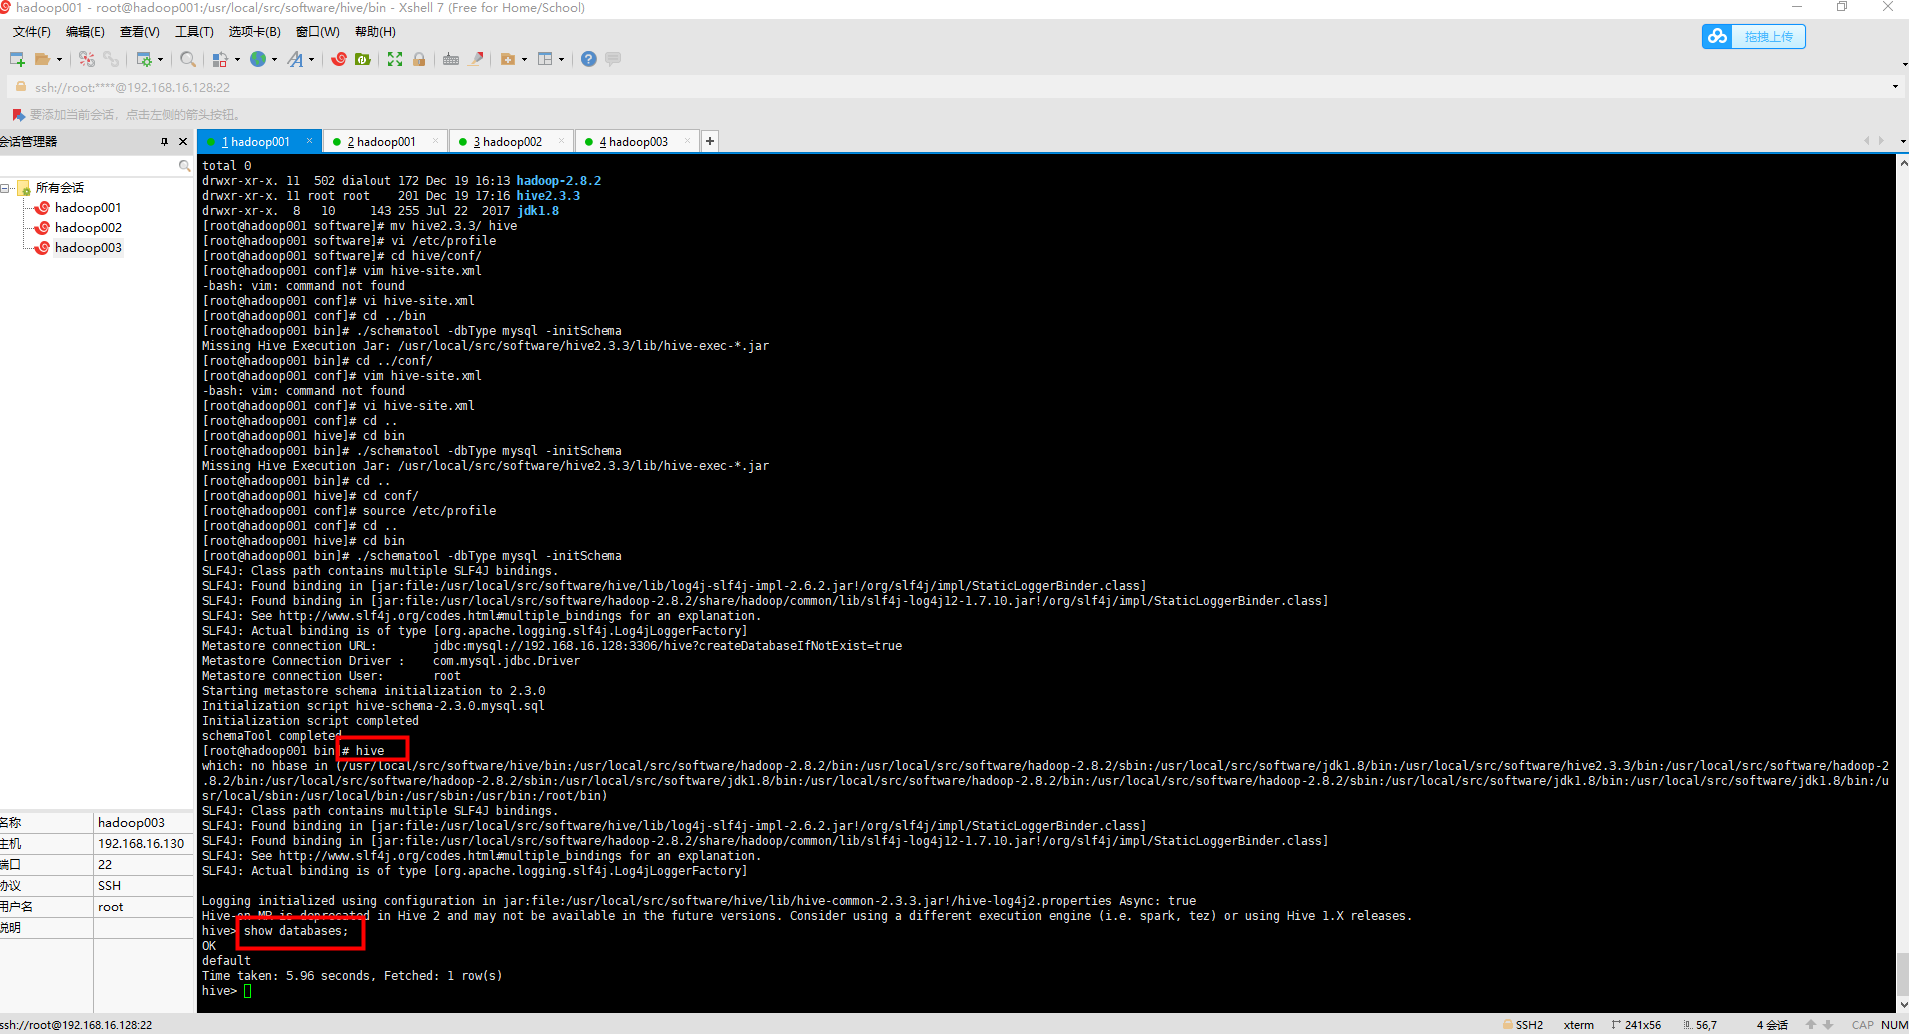 hadoop001 - root@hadoop001:/usr/local/src/software/hive/bin - Xshell 7 (Free for Home/School)
文件(F) 编辑(E) 查看(V) 工具(T) 选项卡(B) 窗口(W) 帮助(H)
拖拽上传
ssh://root:****@192.168.16.128:22
要添加当前会话，点击左侧的箭头按钮。
会话管理器
1 hadoop001 2 hadoop001 3 hadoop002 4 hadoop003
所有会话
hadoop001
hadoop002
hadoop003
total 0
drwxr-xr-x. 11  502 dialout 172 Dec 19 16:13 hadoop-2.8.2
drwxr-xr-x. 11 root root    201 Dec 19 17:16 hive2.3.3
drwxr-xr-x.  8   10     143 255 Jul 22  2017 jdk1.8
[root@hadoop001 software]# mv hive2.3.3/ hive
[root@hadoop001 software]# vi /etc/profile
[root@hadoop001 software]# cd hive/conf/
[root@hadoop001 conf]# vim hive-site.xml
-bash: vim: command not found
[root@hadoop001 conf]# vi hive-site.xml
[root@hadoop001 conf]# cd ../bin
[root@hadoop001 bin]# ./schematool -dbType mysql -initSchema
Missing Hive Execution Jar: /usr/local/src/software/hive2.3.3/lib/hive-exec-*.jar
[root@hadoop001 bin]# cd ../conf/
[root@hadoop001 conf]# vim hive-site.xml
-bash: vim: command not found
[root@hadoop001 conf]# vi hive-site.xml
[root@hadoop001 conf]# cd ..
[root@hadoop001 hive]# cd bin
[root@hadoop001 bin]# ./schematool -dbType mysql -initSchema
Missing Hive Execution Jar: /usr/local/src/software/hive2.3.3/lib/hive-exec-*.jar
[root@hadoop001 bin]# cd ..
[root@hadoop001 hive]# cd conf/
[root@hadoop001 conf]# source /etc/profile
[root@hadoop001 conf]# cd ..
[root@hadoop001 hive]# cd bin
[root@hadoop001 bin]# ./schematool -dbType mysql -initSchema
SLF4J: Class path contains multiple SLF4J bindings.
SLF4J: Found binding in [jar:file:/usr/local/src/software/hive/lib/log4j-slf4j-impl-2.6.2.jar!/org/slf4j/impl/StaticLoggerBinder.class]
SLF4J: Found binding in [jar:file:/usr/local/src/software/hadoop-2.8.2/share/hadoop/common/lib/slf4j-log4j12-1.7.10.jar!/org/slf4j/impl/StaticLoggerBinder.class]
SLF4J: See http://www.slf4j.org/codes.html#multiple_bindings for an explanation.
SLF4J: Actual binding is of type [org.apache.logging.slf4j.Log4jLoggerFactory]
Metastore connection URL:        jdbc:mysql://192.168.16.128:3306/hive?createDatabaseIfNotExist=true
Metastore Connection Driver :    com.mysql.jdbc.Driver
Metastore connection User:       root
Starting metastore schema initialization to 2.3.0
Initialization script hive-schema-2.3.0.mysql.sql
Initialization script completed
schemaTool completed
[root@hadoop001 bin]# hive
which: no hbase in (/usr/local/src/software/hive/bin:/usr/local/src/software/hadoop-2.8.2/bin:/usr/local/src/software/hadoop-2.8.2/sbin:/usr/local/src/software/jdk1.8/bin:/usr/local/src/software/hive2.3.3/bin:/usr/local/src/software/hadoop-2
.8.2/bin:/usr/local/src/software/hadoop-2.8.2/sbin:/usr/local/src/software/jdk1.8/bin:/usr/local/src/software/hadoop-2.8.2/bin:/usr/local/src/software/hadoop-2.8.2/sbin:/usr/local/src/software/jdk1.8/bin:/usr/local/src/software/jdk1.8/bin:/u
sr/local/sbin:/usr/local/bin:/usr/sbin:/usr/bin:/root/bin)
SLF4J: Class path contains multiple SLF4J bindings.
SLF4J: Found binding in [jar:file:/usr/local/src/software/hive/lib/log4j-slf4j-impl-2.6.2.jar!/org/slf4j/impl/StaticLoggerBinder.class]
SLF4J: Found binding in [jar:file:/usr/local/src/software/hadoop-2.8.2/share/hadoop/common/lib/slf4j-log4j12-1.7.10.jar!/org/slf4j/impl/StaticLoggerBinder.class]
SLF4J: See http://www.slf4j.org/codes.html#multiple_bindings for an explanation.
SLF4J: Actual binding is of type [org.apache.logging.slf4j.Log4jLoggerFactory]
Logging initialized using configuration in jar:file:/usr/local/src/software/hive/lib/hive-common-2.3.3.jar!/hive-log4j2.properties Async: true
Hive-on-MR is deprecated in Hive 2 and may not be available in the future versions. Consider using a different execution engine (i.e. spark, tez) or using Hive 1.X releases.
hive> show databases;
OK
default
Time taken: 5.96 seconds, Fetched: 1 row(s)
hive>
名称 hadoop003
主机 192.168.16.130
端口 22
协议 SSH
用户名 root
说明
ssh://root@192.168.16.128:22 SSH2 xterm 241x56 56,7 4 会话 CAP NUM